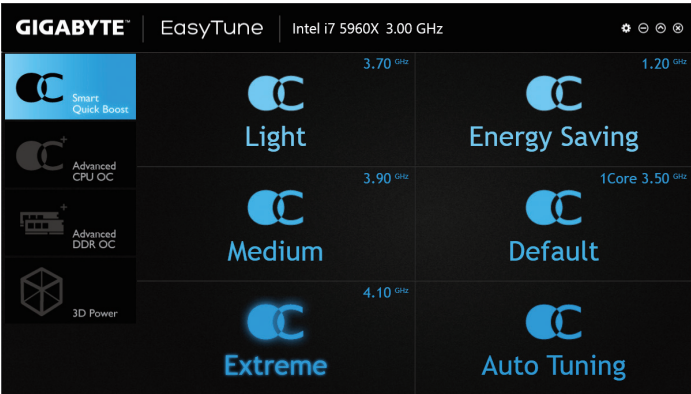 GIGABYTE™ EasyTune Intel i7 5960X 3.00 GHz
Smart
Quick Boost
Advanced
CPU OC
Advanced
DDR OC
3D Power
3.70 GHz
Light
1.20 GHz
Energy Saving
3.90 GHz
Medium
1Core 3.50 GHz
Default
4.10 GHz
Extreme
Auto Tuning